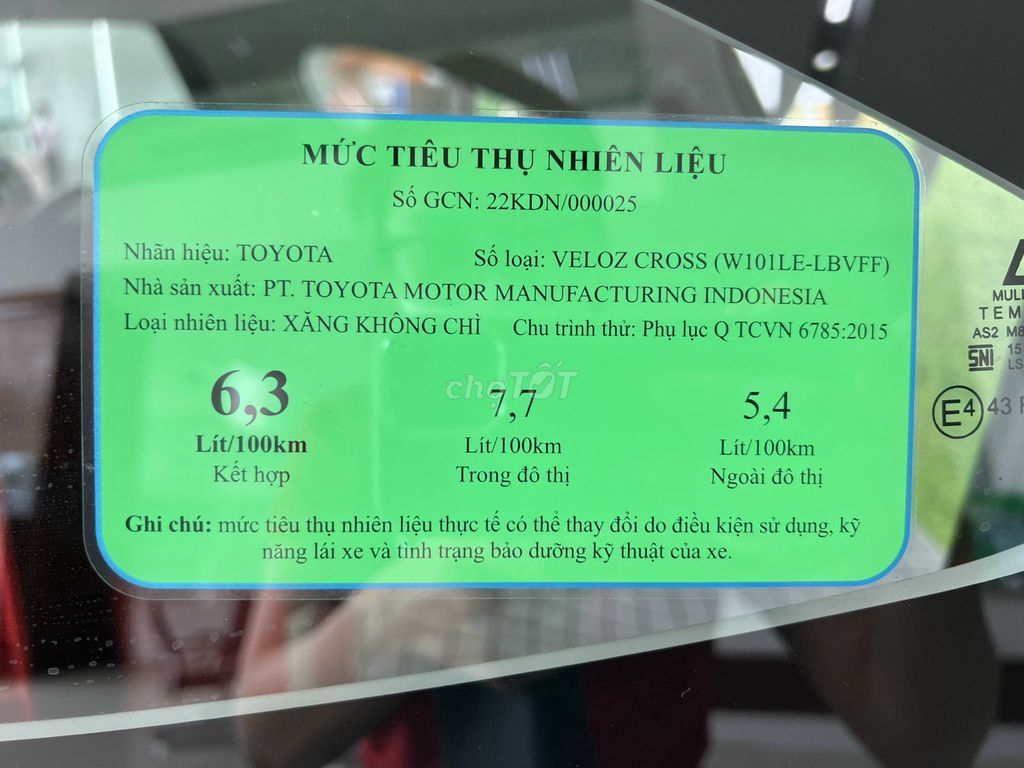 MỨC TIÊU THỤ NHIÊN LIỆU
Số GCN: 22KDN/000025
Nhãn hiệu: TOYOTA Số loại: VELOZ CROSS (W101LE-LBVFF)
Nhà sản xuất: PT. TOYOTA MOTOR MANUFACTURING INDONESIA
Loại nhiên liệu: XĂNG KHÔNG CHÌ Chu trình thử: Phụ lục Q TCVN 6785:2015
chợTỐT
6,3 7,7 5,4
Lít/100km Lít/100km Lít/100km
Kết hợp Trong đô thị Ngoài đô thị
Ghi chú: mức tiêu thụ nhiên liệu thực tế có thể thay đổi do điều kiện sử dụng, kỹ
năng lái xe và tình trạng bảo dưỡng kỹ thuật của xe.
AS2
SNI 15
E4 43